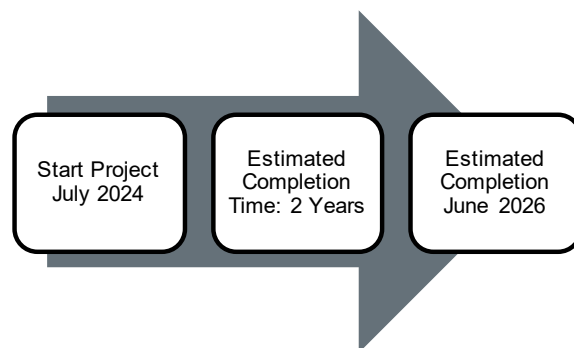 Start Project
July 2024
Estimated
Completion
Time: 2 Years
Estimated
Completion
June 2026